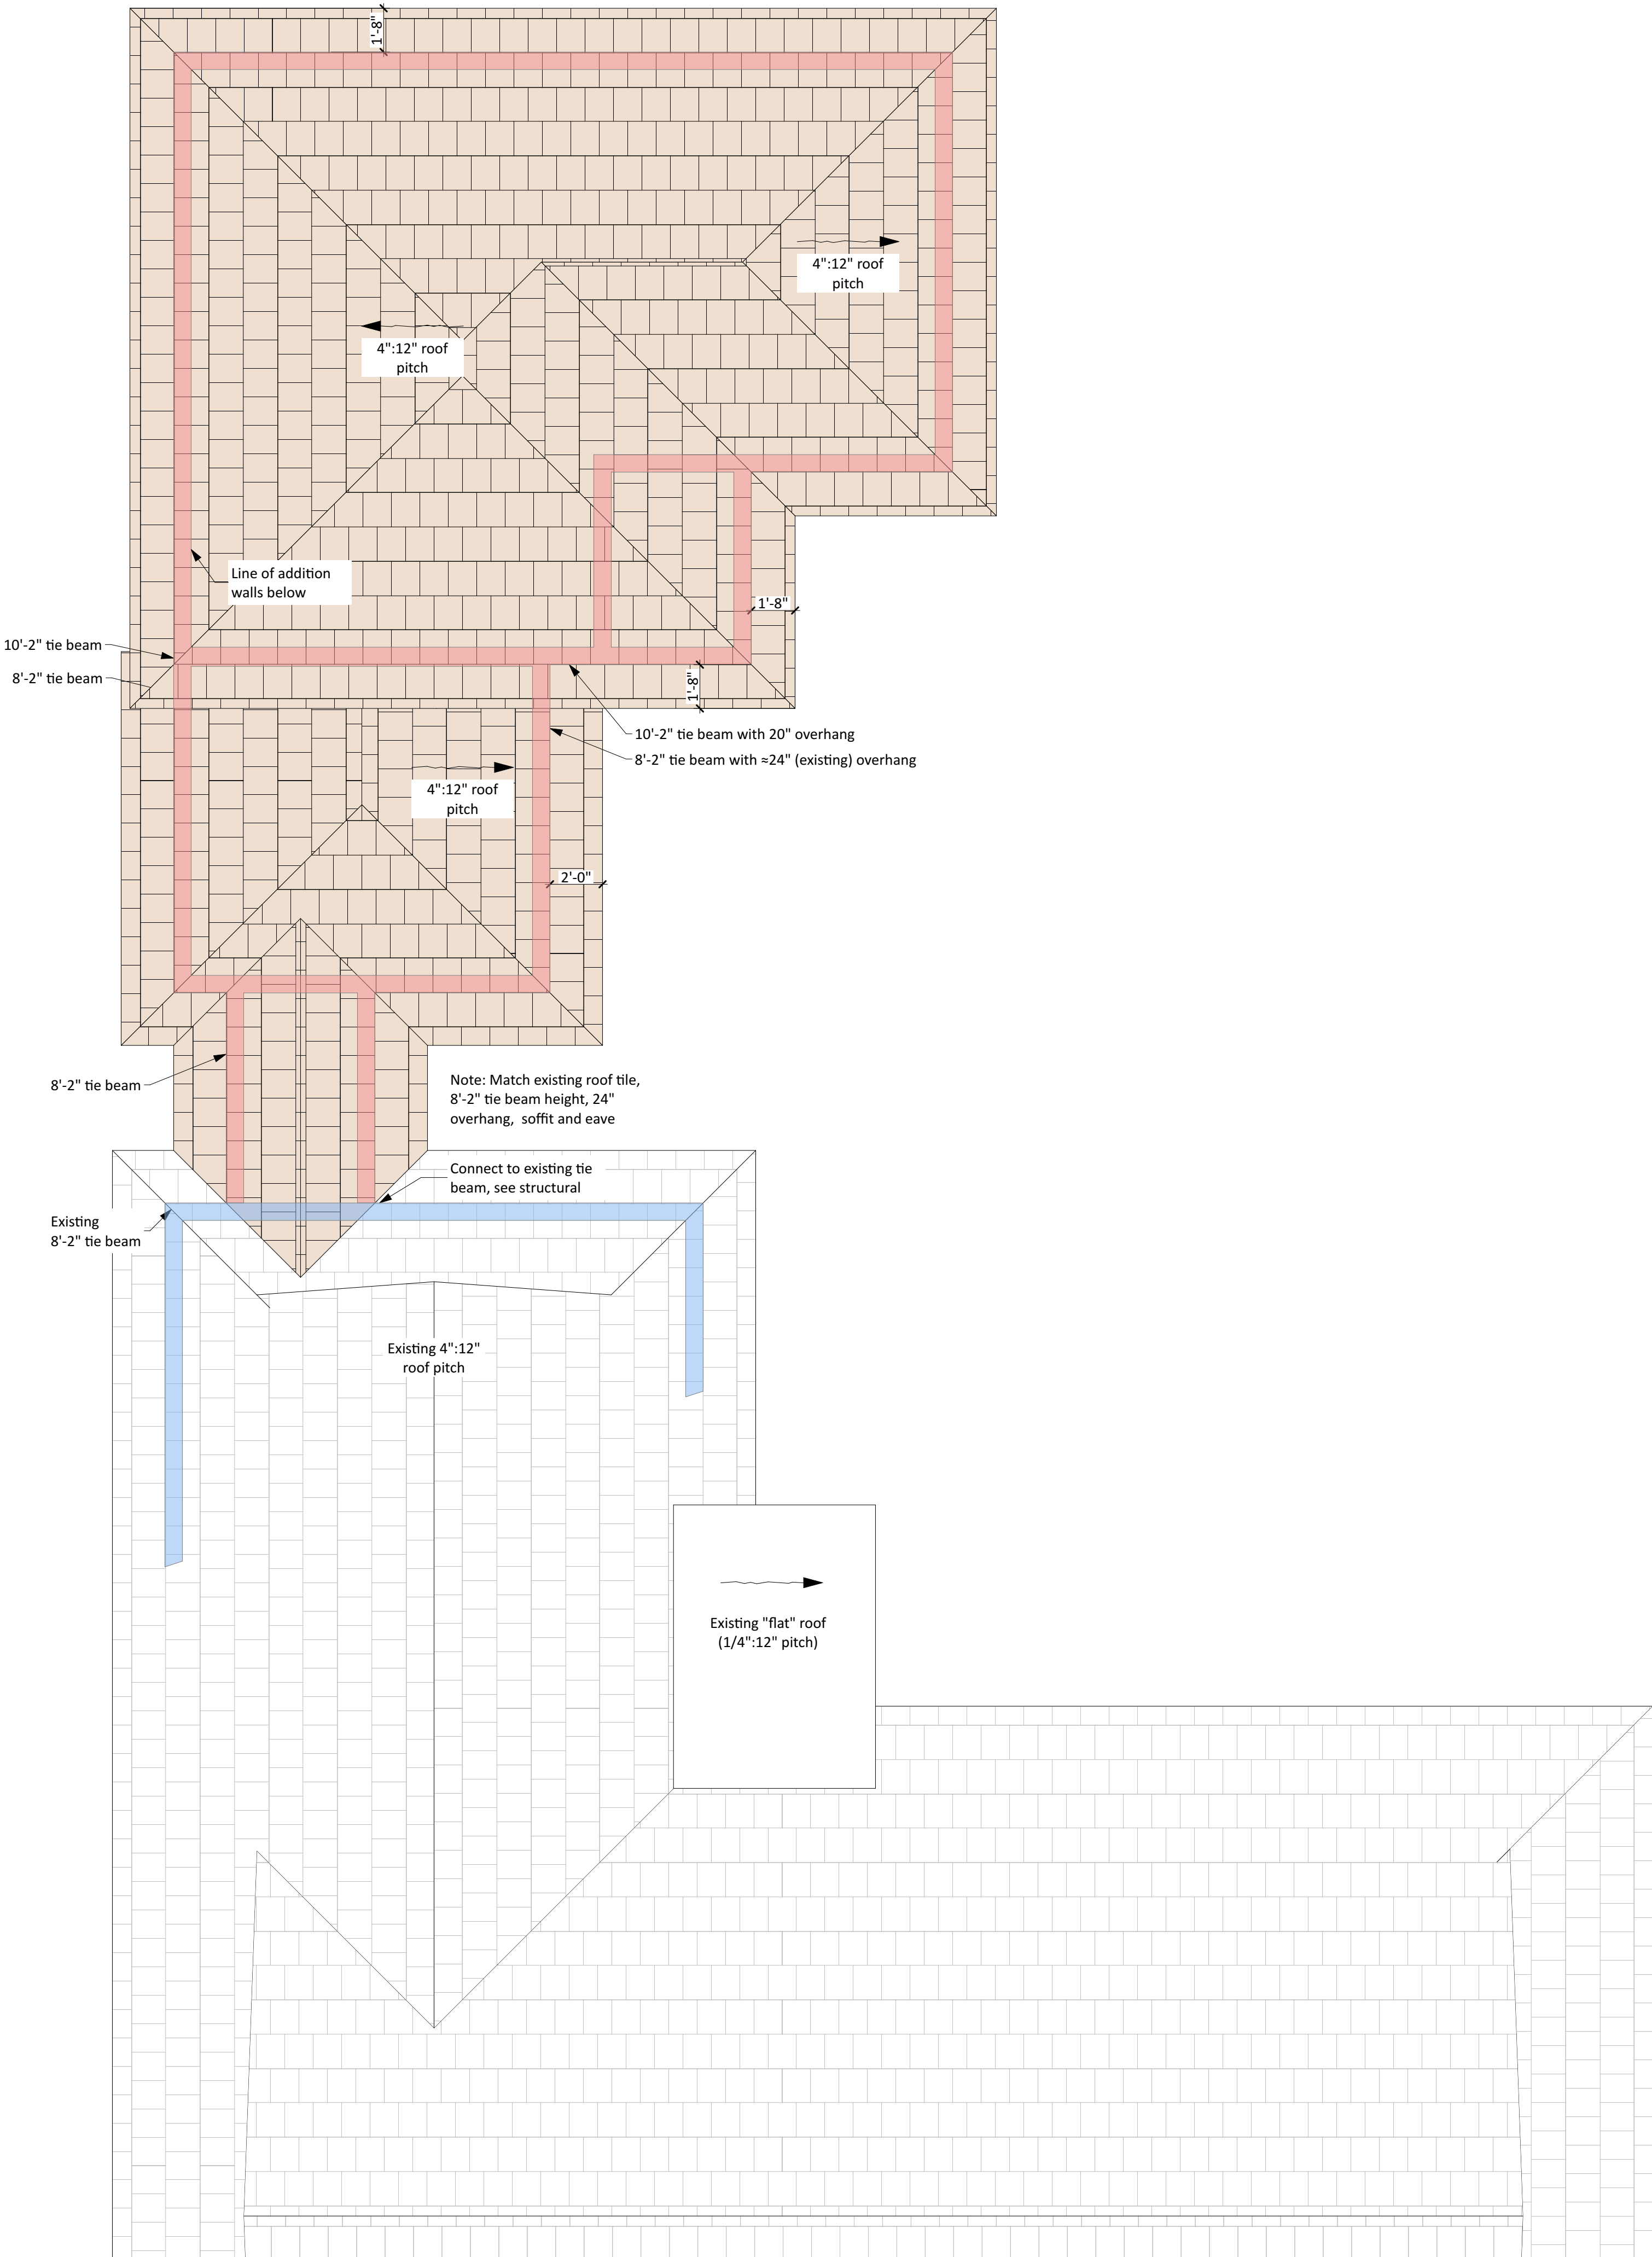 1'-8"
4":12" roof
pitch
4":12" roof
pitch
Line of addition
walls below
1'-8"
10'-2" tie beam
8'-2" tie beam
1'-8"
10'-2" tie beam with 20" overhang
8'-2" tie beam with ≈24" (existing) overhang
4":12" roof
pitch
2'-0"
8'-2" tie beam
Note: Match existing roof tile,
8'-2" tie beam height, 24"
overhang, soffit and eave
Connect to existing tie
beam, see structural
Existing
8'-2" tie beam
Existing 4":12"
roof pitch
Existing "flat" roof
(1/4":12" pitch)